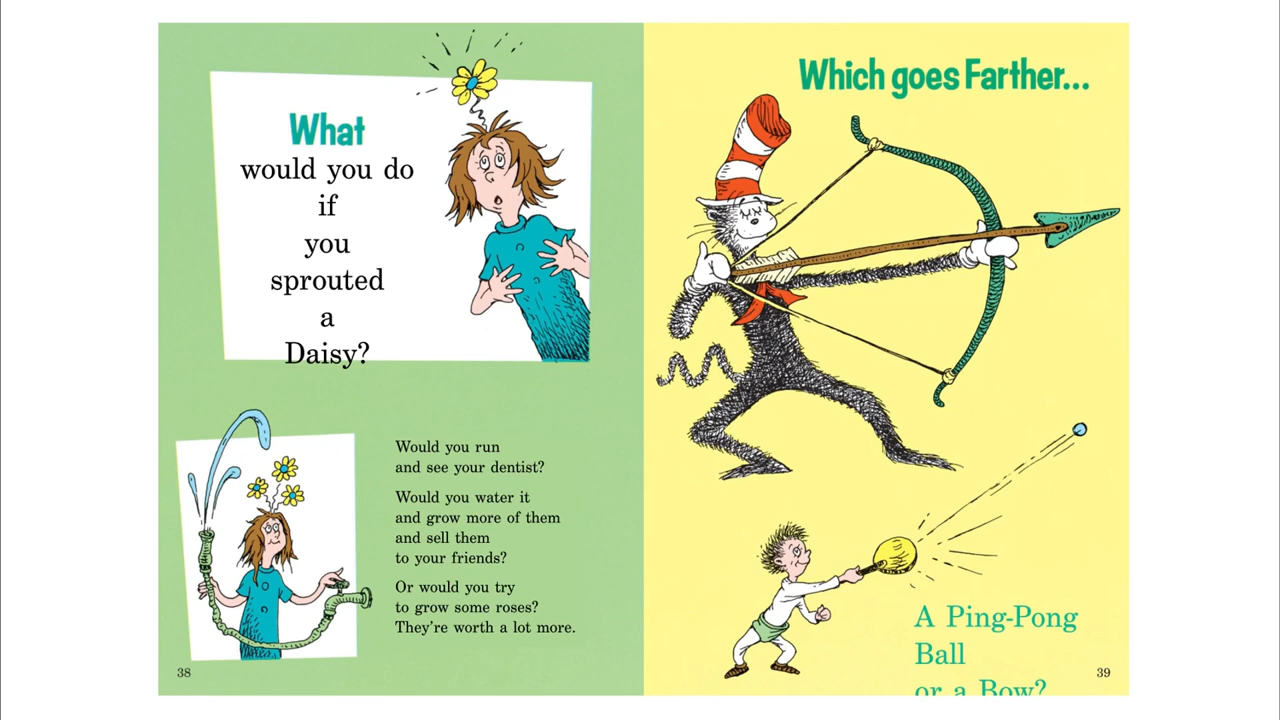 What
would you do
if
you
sprouted
a
Daisy?
Would you run
and see your dentist?
Would you water it
and grow more of them
and sell them
to your friends?
Or would you try
to grow some roses?
They're worth a lot more.
38
Which goes Farther...
A Ping-Pong
Ball
or a Bow?
39